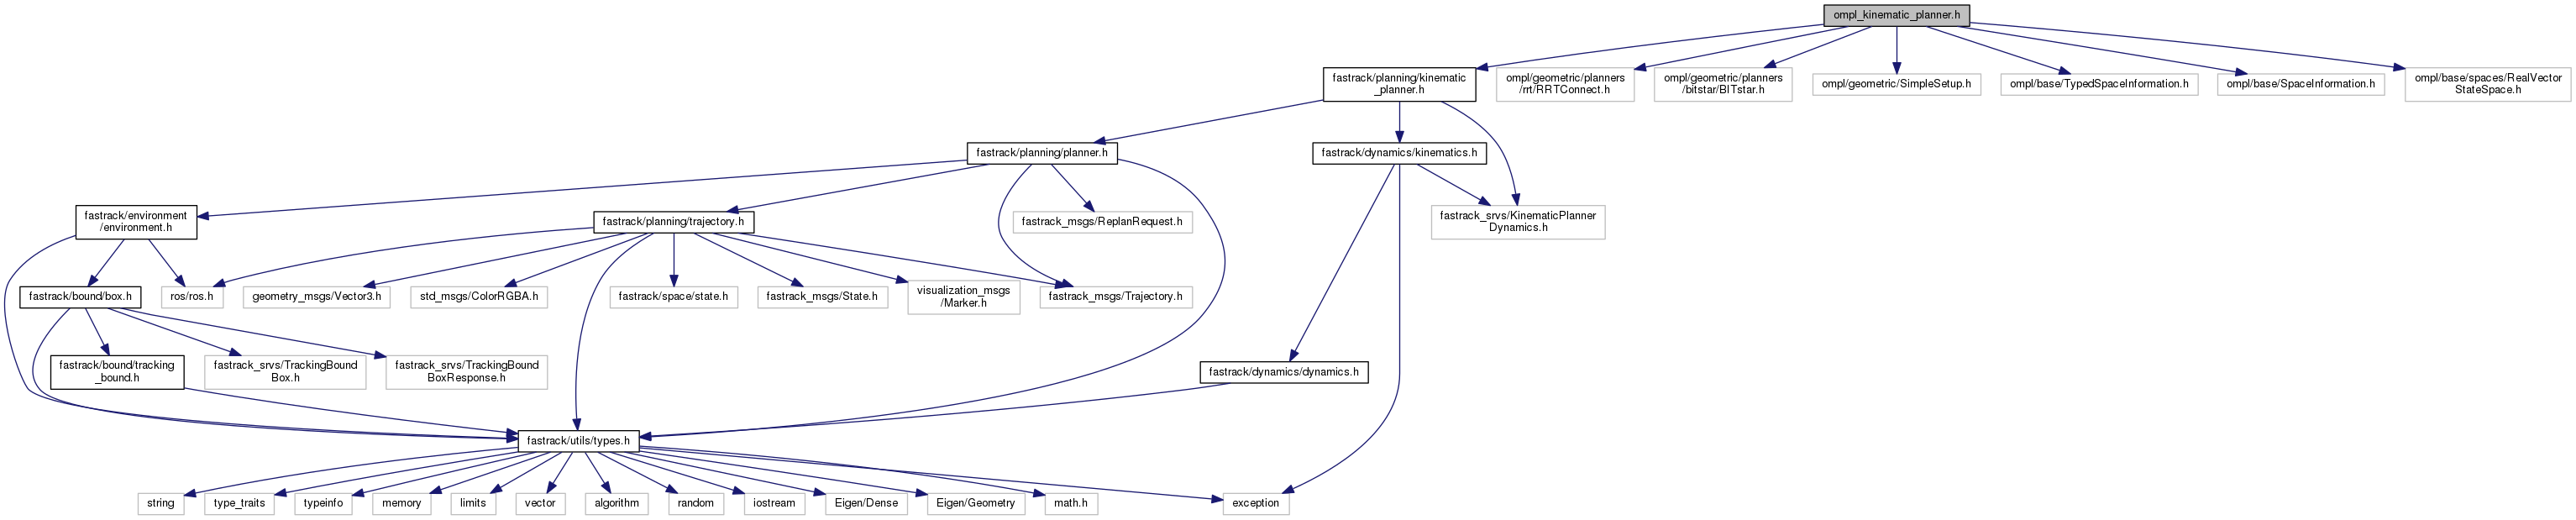 ompl_kinematic_planner.h
fastrack/planning/kinematic
_planner.h
ompl/geometric/planners
/rrt/RRTConnect.h
ompl/geometric/planners
/bitstar/BITstar.h
ompl/geometric/SimpleSetup.h
ompl/base/TypedSpaceInformation.h
ompl/base/SpaceInformation.h
ompl/base/spaces/RealVector
StateSpace.h
fastrack/planning/planner.h
fastrack/dynamics/kinematics.h
fastrack/environment
/environment.h
fastrack/planning/trajectory.h
fastrack_msgs/ReplanRequest.h
fastrack_srvs/KinematicPlanner
Dynamics.h
fastrack/bound/box.h
ros/ros.h
geometry_msgs/Vector3.h
std_msgs/ColorRGBA.h
fastrack/space/state.h
fastrack_msgs/State.h
visualization_msgs
/Marker.h
fastrack_msgs/Trajectory.h
fastrack/bound/tracking
_bound.h
fastrack_srvs/TrackingBound
Box.h
fastrack_srvs/TrackingBound
BoxResponse.h
fastrack/dynamics/dynamics.h
fastrack/utils/types.h
string
type_traits
typeinfo
memory
limits
vector
algorithm
random
iostream
Eigen/Dense
Eigen/Geometry
math.h
exception